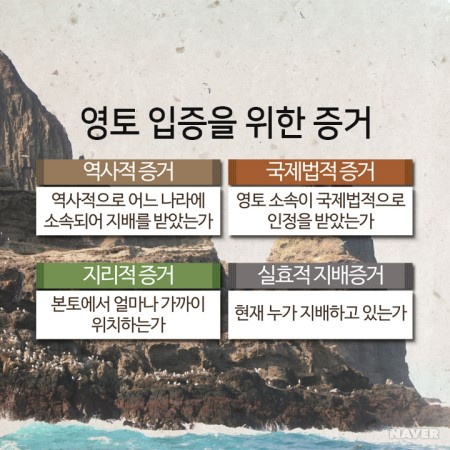 영토 입증을 위한 증거
역사적 증거
역사적으로 어느 나라에
소속되어 지배를 받았는가
국제법적 증거
영토 소속이 국제법적으로
인정을 받았는가
지리적 증거
본토에서 얼마나 가까이
위치하는가
실효적 지배증거
현재 누가 지배하고 있는가
NAVER